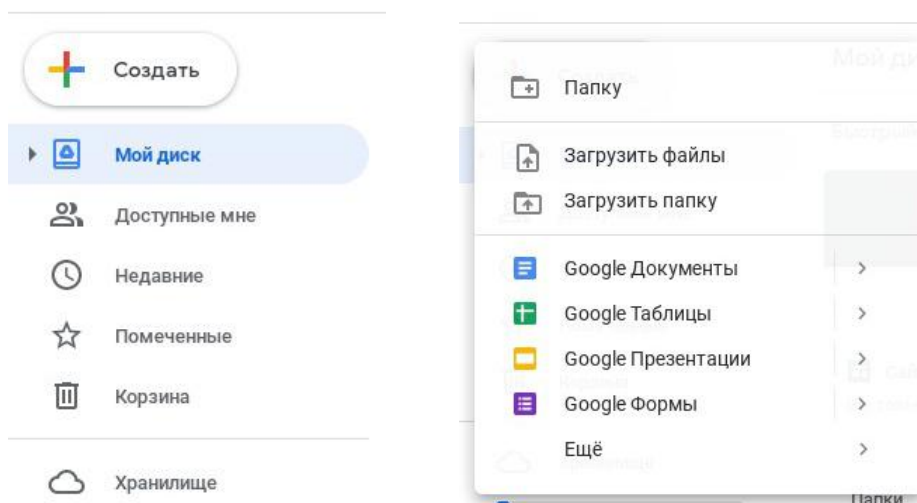 Создать
Мой диск
Доступные мне
Недавние
Помеченные
Корзина
Хранилище
Папку
Загрузить файлы
Загрузить папку
Google Документы
Google Таблицы
Google Презентации
Google Формы
Ещё
Папки